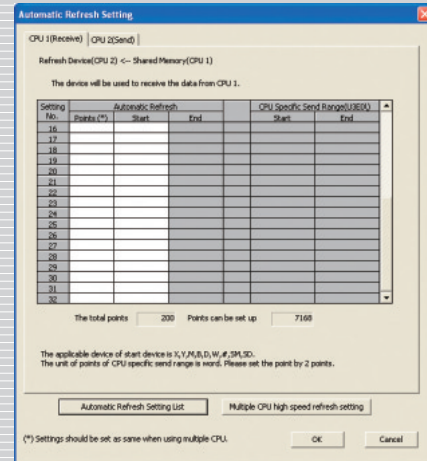 Automatic Refresh Setting
CPU 1(Receive) CPU 2(Send)
Refresh Device(CPU 2) <-- Shared Memory(CPU 1)
The device will be used to receive the data from CPU 1.
Setting No. Automatic Refresh CPU Specific Send Range(U3E0\)
Points (*) Start End Start End
16
17
18
19
20
21
22
23
24
25
26
27
28
29
30
31
32
The total points 200 Points can be set up 7168
The applicable device of start device is X,Y,M,B,D,W,#,SM,SD.
The unit of points of CPU specific send range is word. Please set the point by 2 points.
Automatic Refresh Setting List Multiple CPU high speed refresh setting
(*) Settings should be set as same when using multiple CPU. OK Cancel